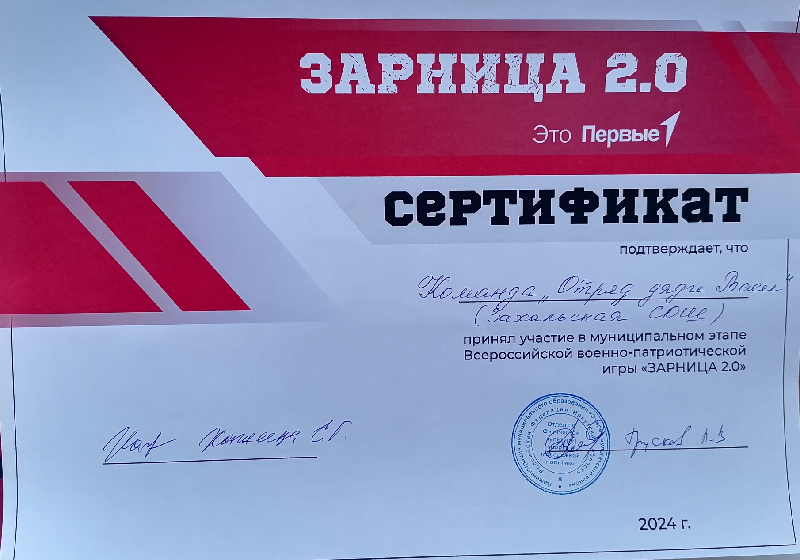 ЗАРНИЦА 2.0
Это Первые
СЕРТИФИКАТ
подтверждает, что
Команда „Отряд дяди Васи"
(Захальская СОШ)
принял участие в муниципальном этапе
Всероссийской военно-патриотической
игры «ЗАРНИЦА 2.0»
С.Г.
2024 г.